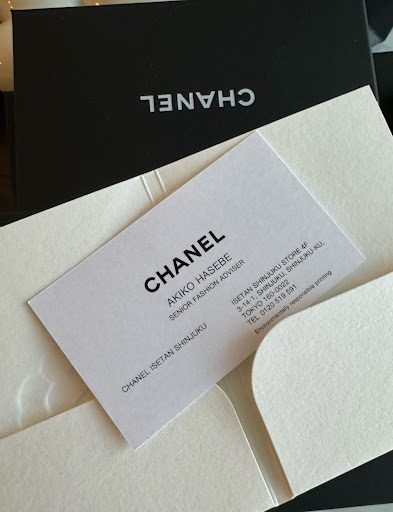 CHANEL
CHANEL
AKIKO HASEBE
SENIOR FASHION ADVISER
CHANEL ISETAN SHINJUKU
ISETAN SHINJUKU STORE 4F
3-14-1, SHINJUKU, SHINJUKU-KU,
TOKYO 160-0022
TEL 0120 519 591
Environmentally responsible printing